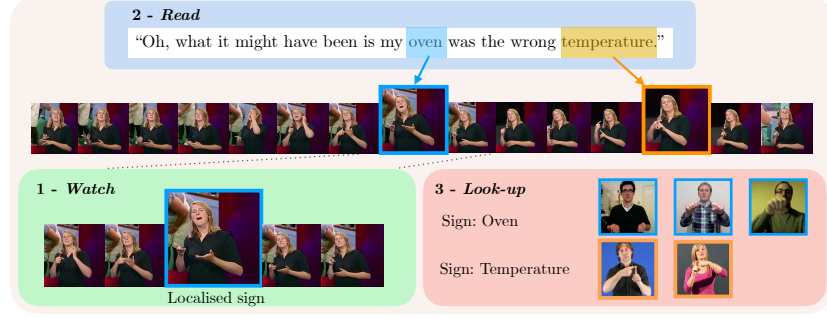 2 - Read
“Oh, what it might have been is my oven was the wrong temperature.”
1 - Watch
Localised sign
3 - Look-up
Sign: Oven
Sign: Temperature